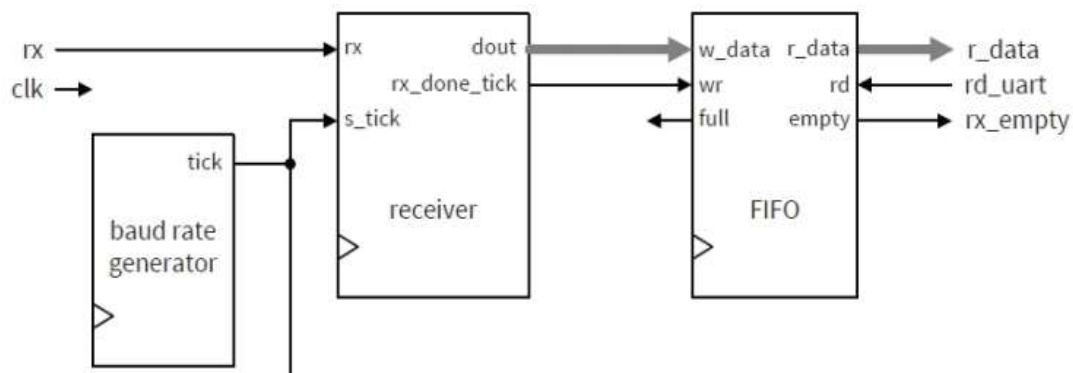 rx
clk
rx
dout
rx_done_tick
s_tick
receiver
tick
baud rate
generator
w_data
r_data
wr
rd
full
empty
FIFO
r_data
rd_uart
rx_empty